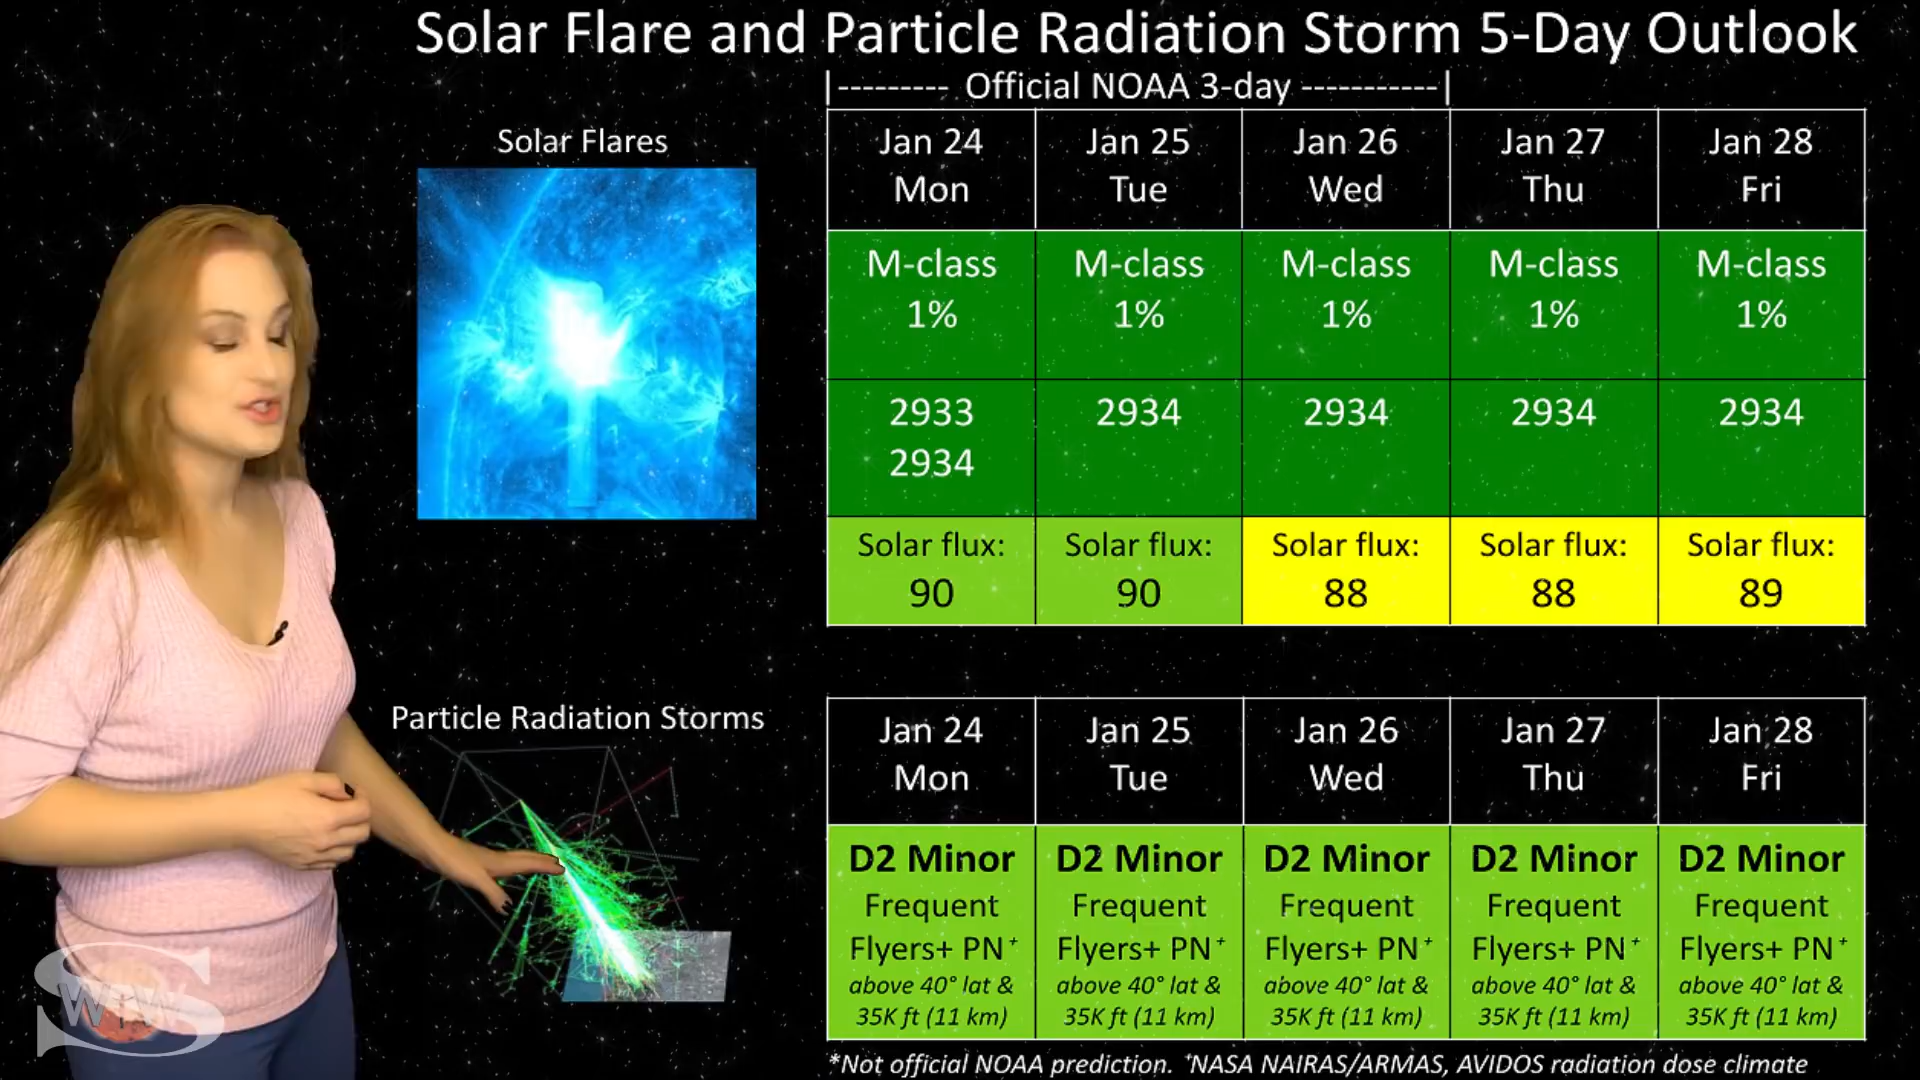 Solar Flare and Particle Radiation Storm 5-Day Outlook
|--------- Official NOAA 3-day -----------|
Solar Flares
Jan 24 Jan 25 Jan 26 Jan 27 Jan 28
Mon Tue Wed Thu Fri
M-class M-class M-class M-class M-class
1% 1% 1% 1% 1%
2933 2934 2934 2934 2934
2934
Solar flux: Solar flux: Solar flux: Solar flux: Solar flux:
90 90 88 88 89
Particle Radiation Storms
Jan 24 Jan 25 Jan 26 Jan 27 Jan 28
Mon Tue Wed Thu Fri
D2 Minor D2 Minor D2 Minor D2 Minor D2 Minor
Frequent Frequent Frequent Frequent Frequent
Flyers+ PN⁺ Flyers+ PN⁺ Flyers+ PN⁺ Flyers+ PN⁺ Flyers+ PN⁺
above 40° lat & above 40° lat & above 40° lat & above 40° lat & above 40° lat &
35K ft (11 km) 35K ft (11 km) 35K ft (11 km) 35K ft (11 km) 35K ft (11 km)
*Not official NOAA prediction. ⁺NASA NAIRAS/ARMAS, AVIDOS radiation dose climate